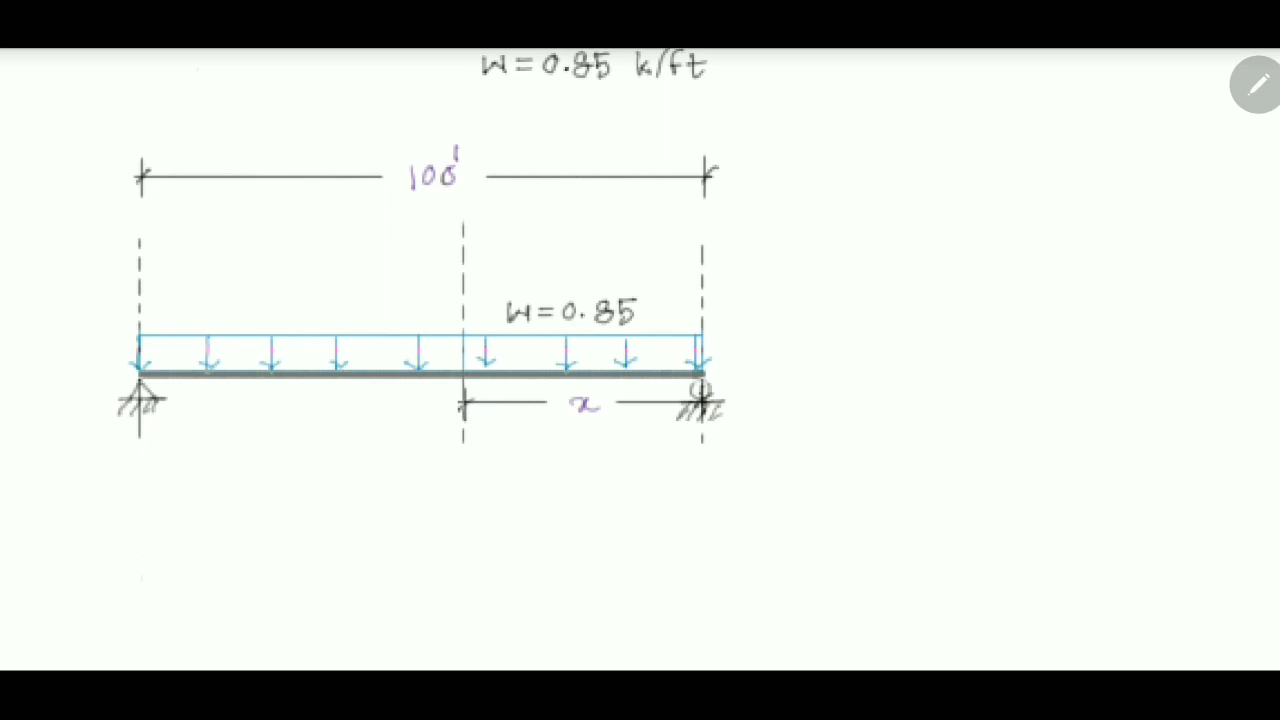 w = 0.85 k/ft
100'
w = 0.85
x